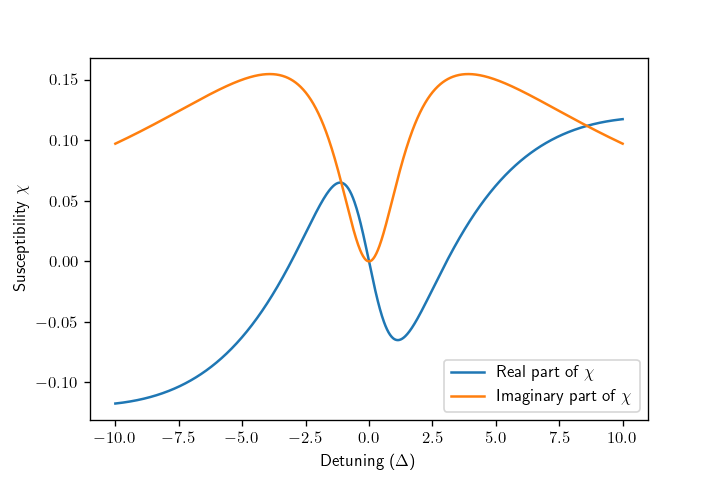 0.15
0.10
0.05
0.00
−0.05
−0.10
Susceptibility χ
−10.0 −7.5 −5.0 −2.5 0.0 2.5 5.0 7.5 10.0
Detuning (Δ)
Real part of χ
Imaginary part of χ